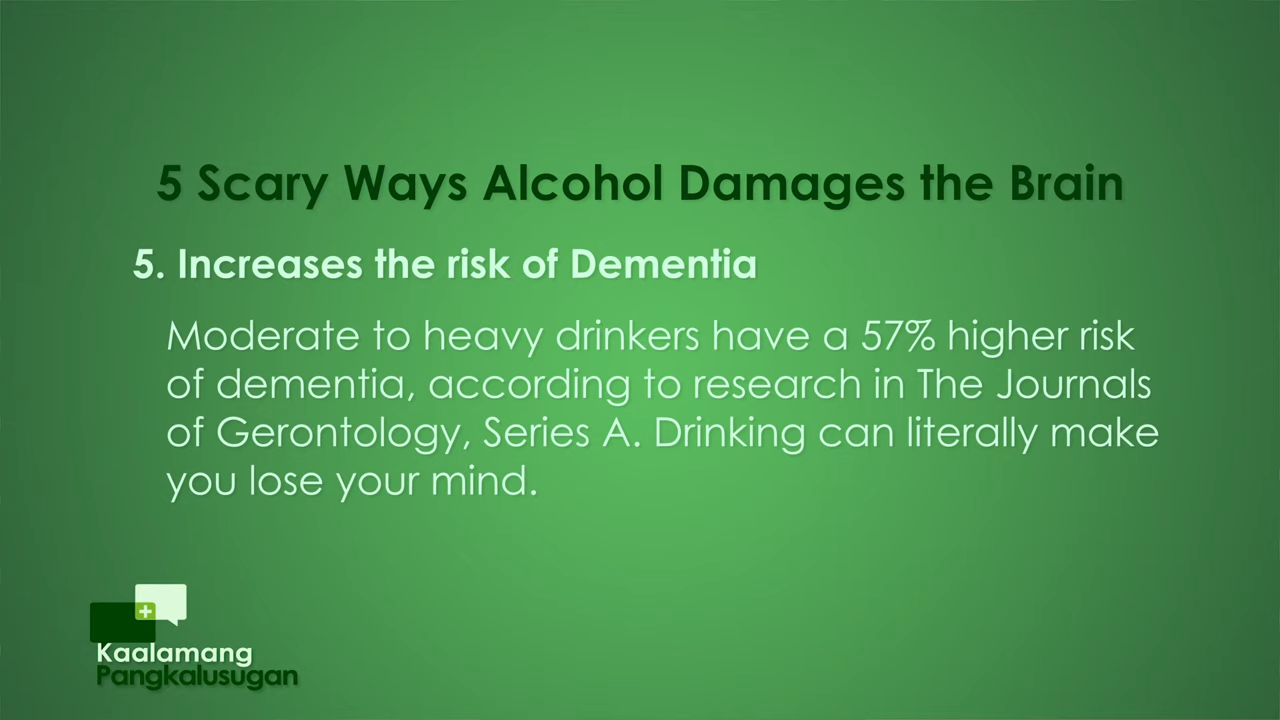 5 Scary Ways Alcohol Damages the Brain
5. Increases the risk of Dementia
Moderate to heavy drinkers have a 57% higher risk
of dementia, according to research in The Journals
of Gerontology, Series A. Drinking can literally make
you lose your mind.
Kaalamang
Pangkalusugan